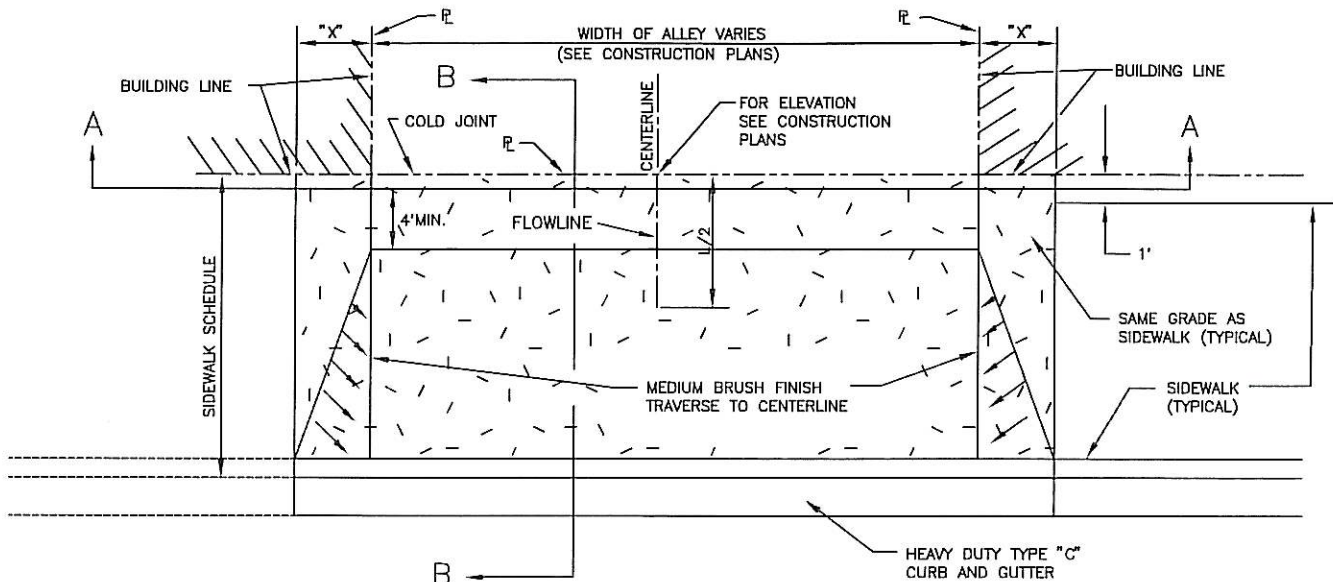 "X"
℄
WIDTH OF ALLEY VARIES
(SEE CONSTRUCTION PLANS)
℄
"X"
BUILDING LINE
B
CENTERLINE
FOR ELEVATION
SEE CONSTRUCTION
PLANS
BUILDING LINE
A
COLD JOINT
℄
A
4'MIN.
FLOWLINE
L/2
1'
SIDEWALK SCHEDULE
SAME GRADE AS
SIDEWALK (TYPICAL)
MEDIUM BRUSH FINISH
TRAVERSE TO CENTERLINE
SIDEWALK
(TYPICAL)
B
HEAVY DUTY TYPE "C"
CURB AND GUTTER